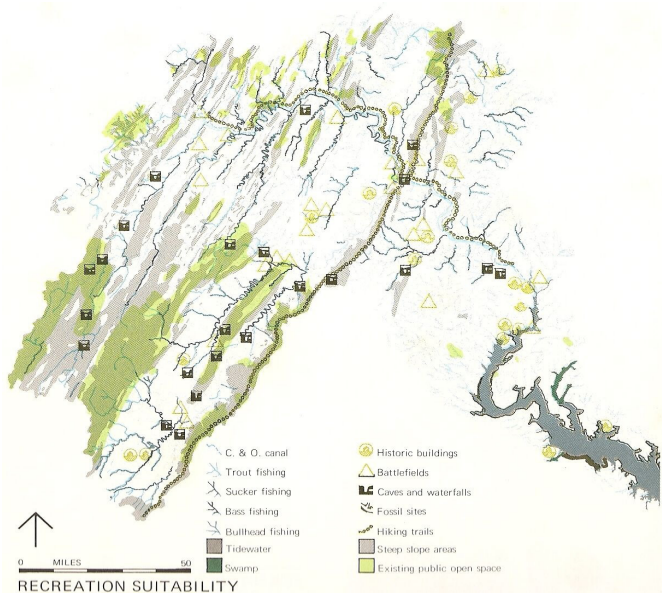 C. & O. canal
Trout fishing
Sucker fishing
Bass fishing
Bullhead fishing
Tidewater
Swamp
Historic buildings
Battlefields
Caves and waterfalls
Fossil sites
Hiking trails
Steep slope areas
Existing public open space
0 MILES 50
RECREATION SUITABILITY